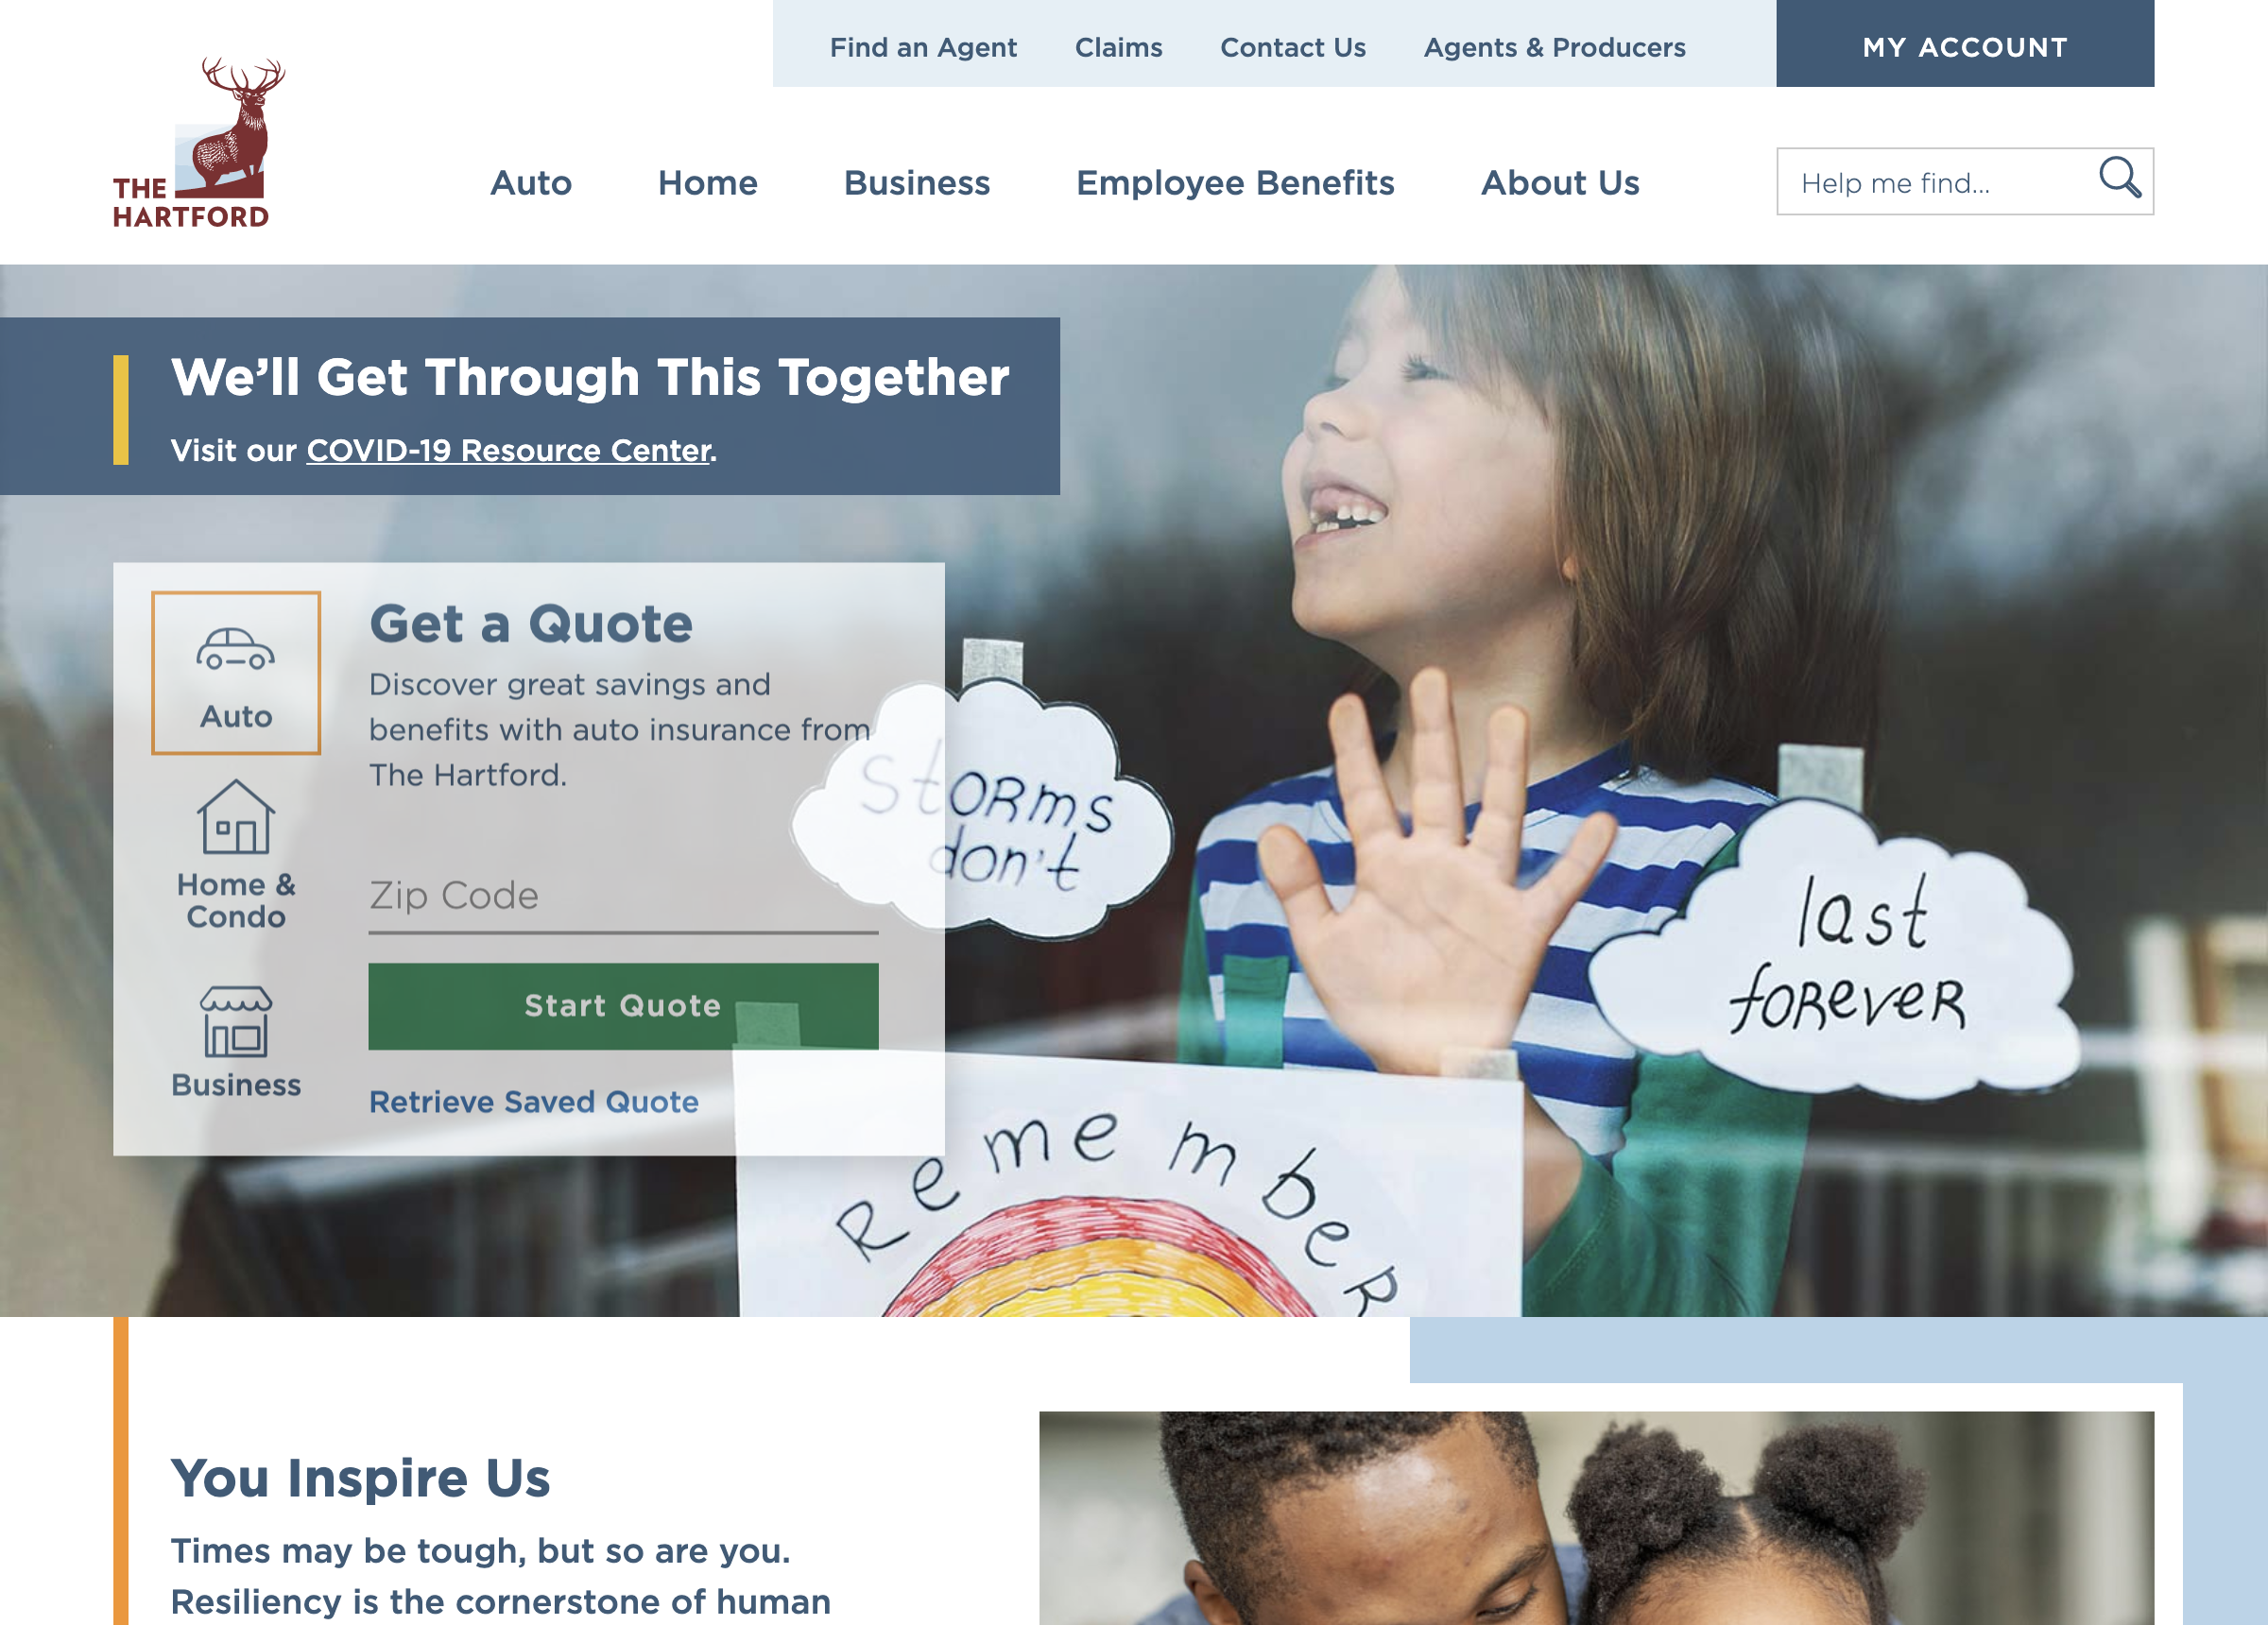 Find an Agent Claims Contact Us Agents & Producers MY ACCOUNT
THE
HARTFORD
Auto Home Business Employee Benefits About Us Help me find...
We’ll Get Through This Together
Visit our COVID-19 Resource Center.
Auto
Home &
Condo
Business
Get a Quote
Discover great savings and
benefits with auto insurance from
The Hartford.
Zip Code
Start Quote
Retrieve Saved Quote
storms
don't
last
forever
Remember
You Inspire Us
Times may be tough, but so are you.
Resiliency is the cornerstone of human